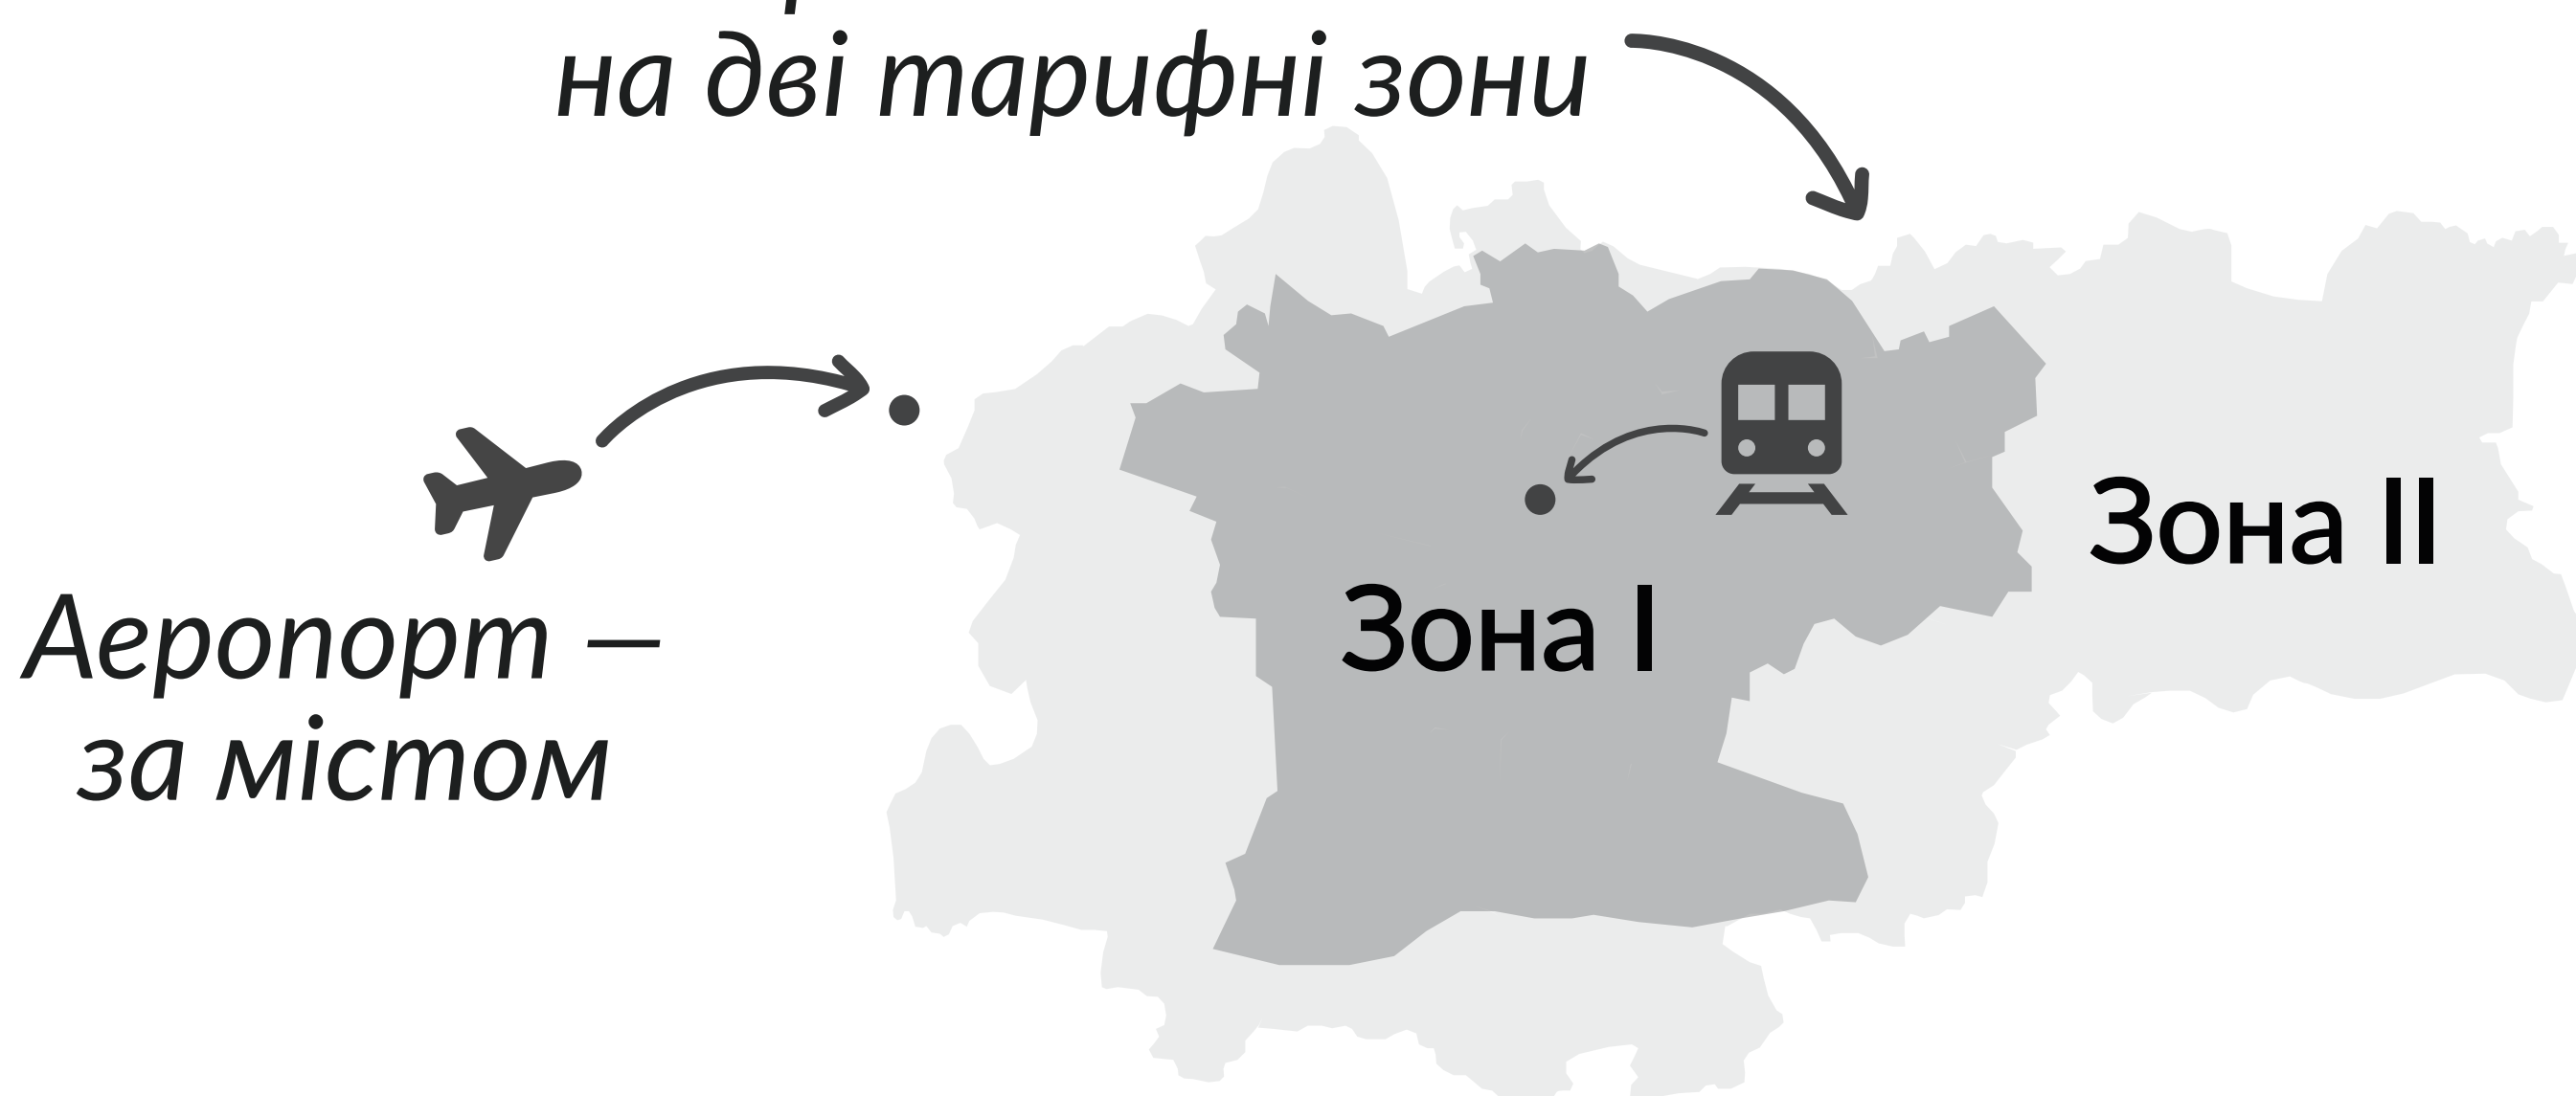 на дві тарифні зони
Зона II
Зона I
Аеропорт —
за містом